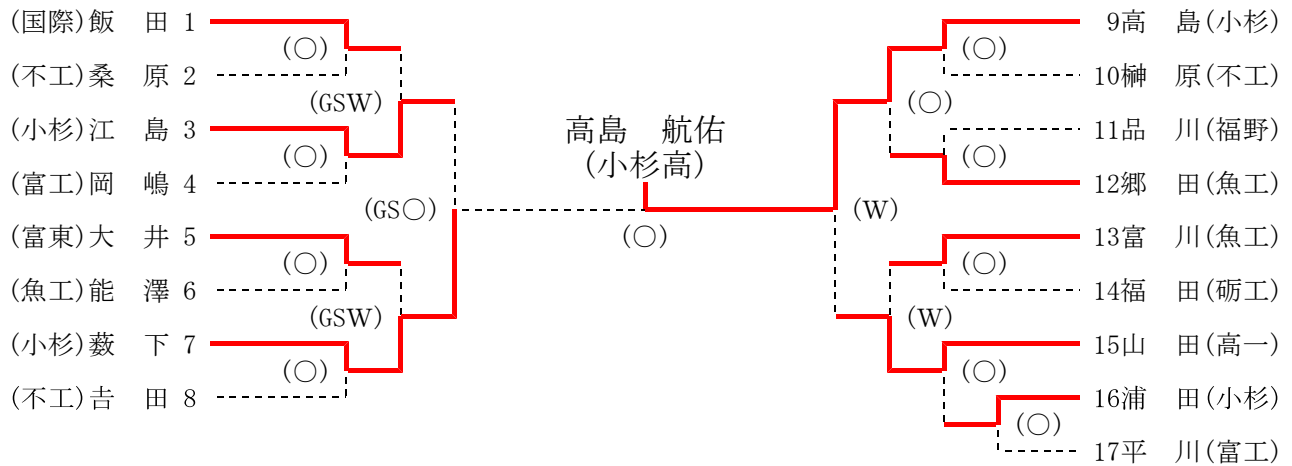 (国際)飯　田 1
(○)
(不工)桑　原 2
(GSW)
(小杉)江　島 3
(○)
(富工)岡　嶋 4
(GS○)
(富東)大　井 5
(○)
(魚工)能　澤 6
(GSW)
(小杉)薮　下 7
(○)
(不工)吉　田 8
高島　航佑
(小杉高)
(○)
9高　島(小杉)
(○)
10榊　原(不工)
(○)
11品　川(福野)
(○)
12郷　田(魚工)
(W)
13富　川(魚工)
(○)
14福　田(砺工)
(W)
15山　田(高一)
(○)
16浦　田(小杉)
(○)
17平　川(富工)